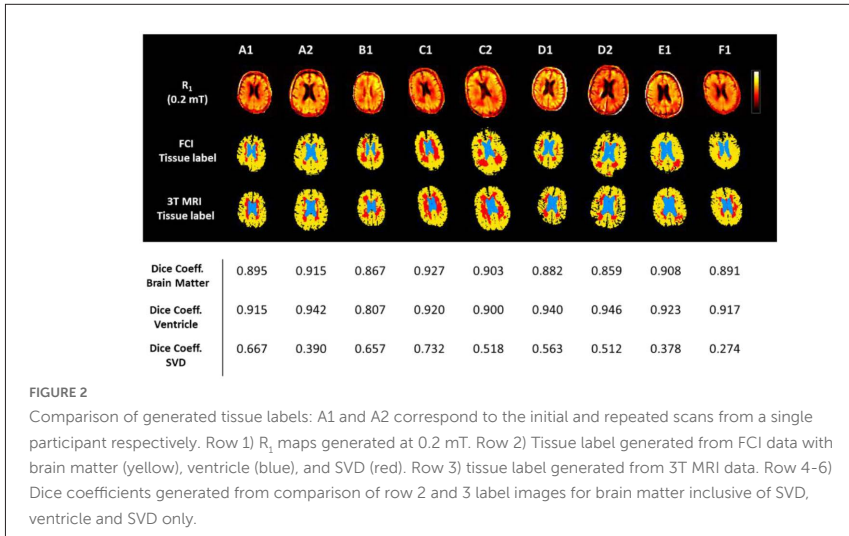 A1 A2 B1 C1 C2 D1 D2 E1 F1
R1
(0.2 mT)
FCI
Tissue label
3T MRI
Tissue label
Dice Coeff.
Brain Matter 0.895 0.915 0.867 0.927 0.903 0.882 0.859 0.908 0.891
Dice Coeff.
Ventricle 0.915 0.942 0.807 0.920 0.900 0.940 0.946 0.923 0.917
Dice Coeff.
SVD 0.667 0.390 0.657 0.732 0.518 0.563 0.512 0.378 0.274
FIGURE 2
Comparison of generated tissue labels: A1 and A2 correspond to the initial and repeated scans from a single
participant respectively. Row 1) R1 maps generated at 0.2 mT. Row 2) Tissue label generated from FCI data with
brain matter (yellow), ventricle (blue), and SVD (red). Row 3) tissue label generated from 3T MRI data. Row 4-6)
Dice coefficients generated from comparison of row 2 and 3 label images for brain matter inclusive of SVD,
ventricle and SVD only.